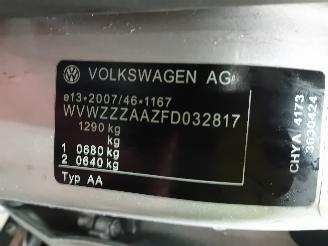 VOLKSWAGEN AG
e13*2007/46*1167
WVWZZZAAZFD032817
1290 kg
kg
1 0680 kg
2 0640 kg
Typ AA
CHYA 4173
3630424